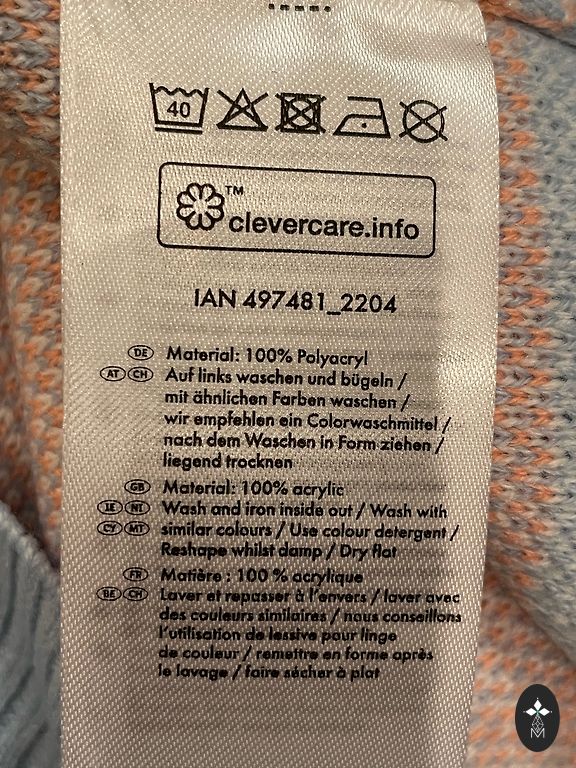 40
™
clevercare.info
IAN 497481_2204
DE Material: 100% Polyacryl
AT CH Auf links waschen und bügeln /
mit ähnlichen Farben waschen /
wir empfehlen ein Colorwaschmittel /
nach dem Waschen in Form ziehen /
liegend trocknen
GB Material: 100% acrylic
IE NI Wash and iron inside out / Wash with
CY MT similar colours / Use colour detergent /
Reshape whilst damp / Dry flat
FR Matière : 100 % acrylique
BE CH Laver et repasser à l'envers / laver avec
des couleurs similaires / nous conseillons
l'utilisation de lessive pour linge
de couleur / remettre en forme après
le lavage / faire sécher à plat
M